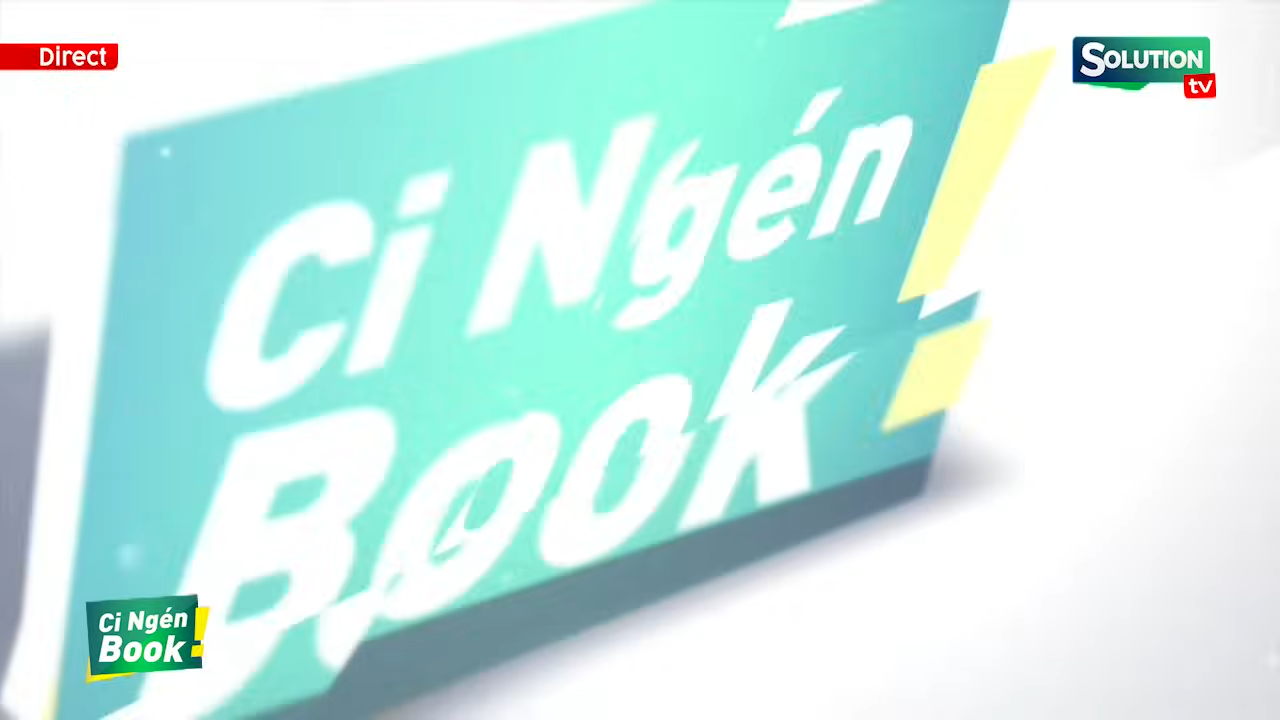 Direct
SOLUTION
tv
Ci Ngén
Book!
Ci Ngén
Book!